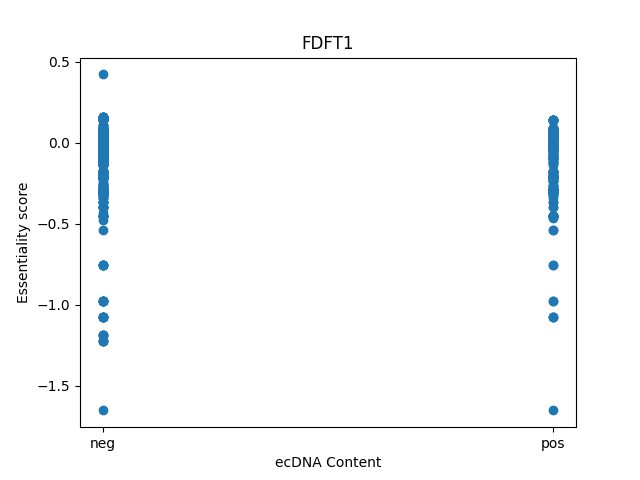 FDFT1
Essentiality score
0.5
0.0
−0.5
−1.0
−1.5
neg
pos
ecDNA Content